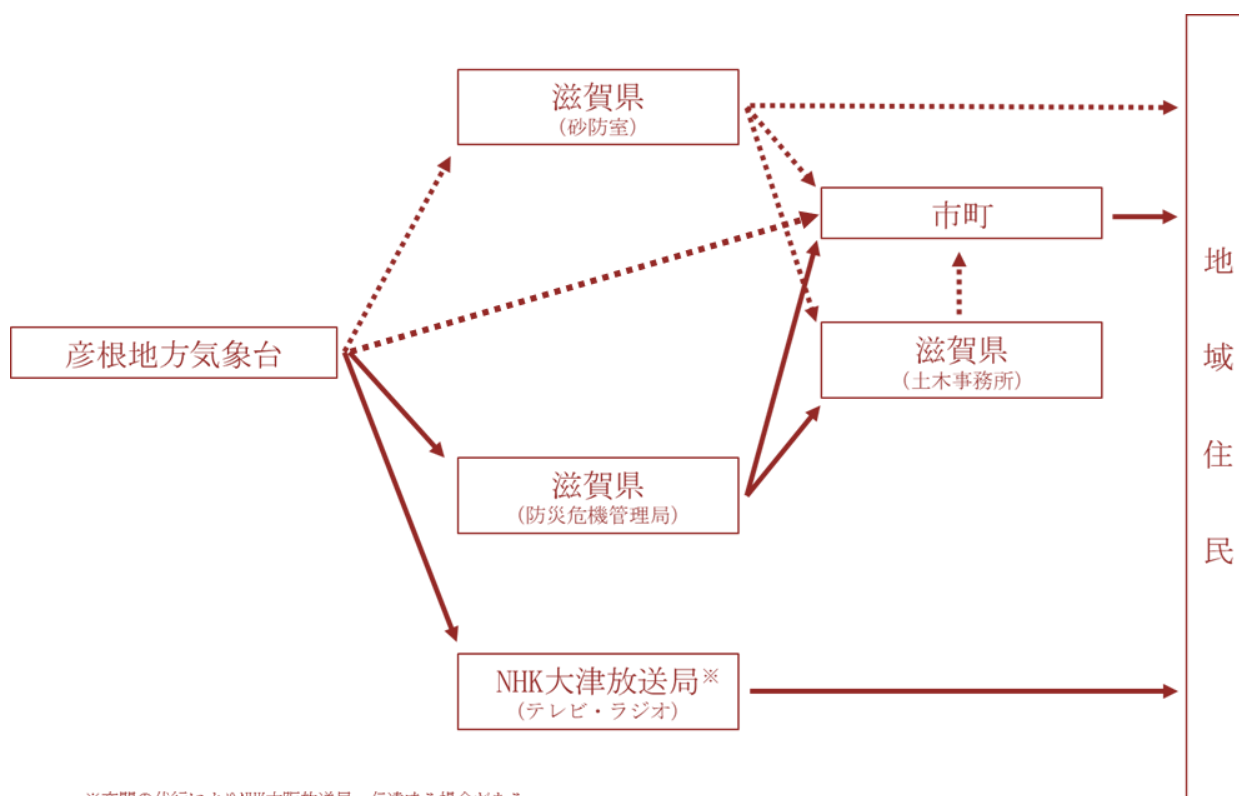 滋賀県
(砂防室)
市町
彦根地方気象台
滋賀県
(土木事務所)
滋賀県
(防災危機管理局)
NHK大津放送局※
(テレビ・ラジオ)
地域住民